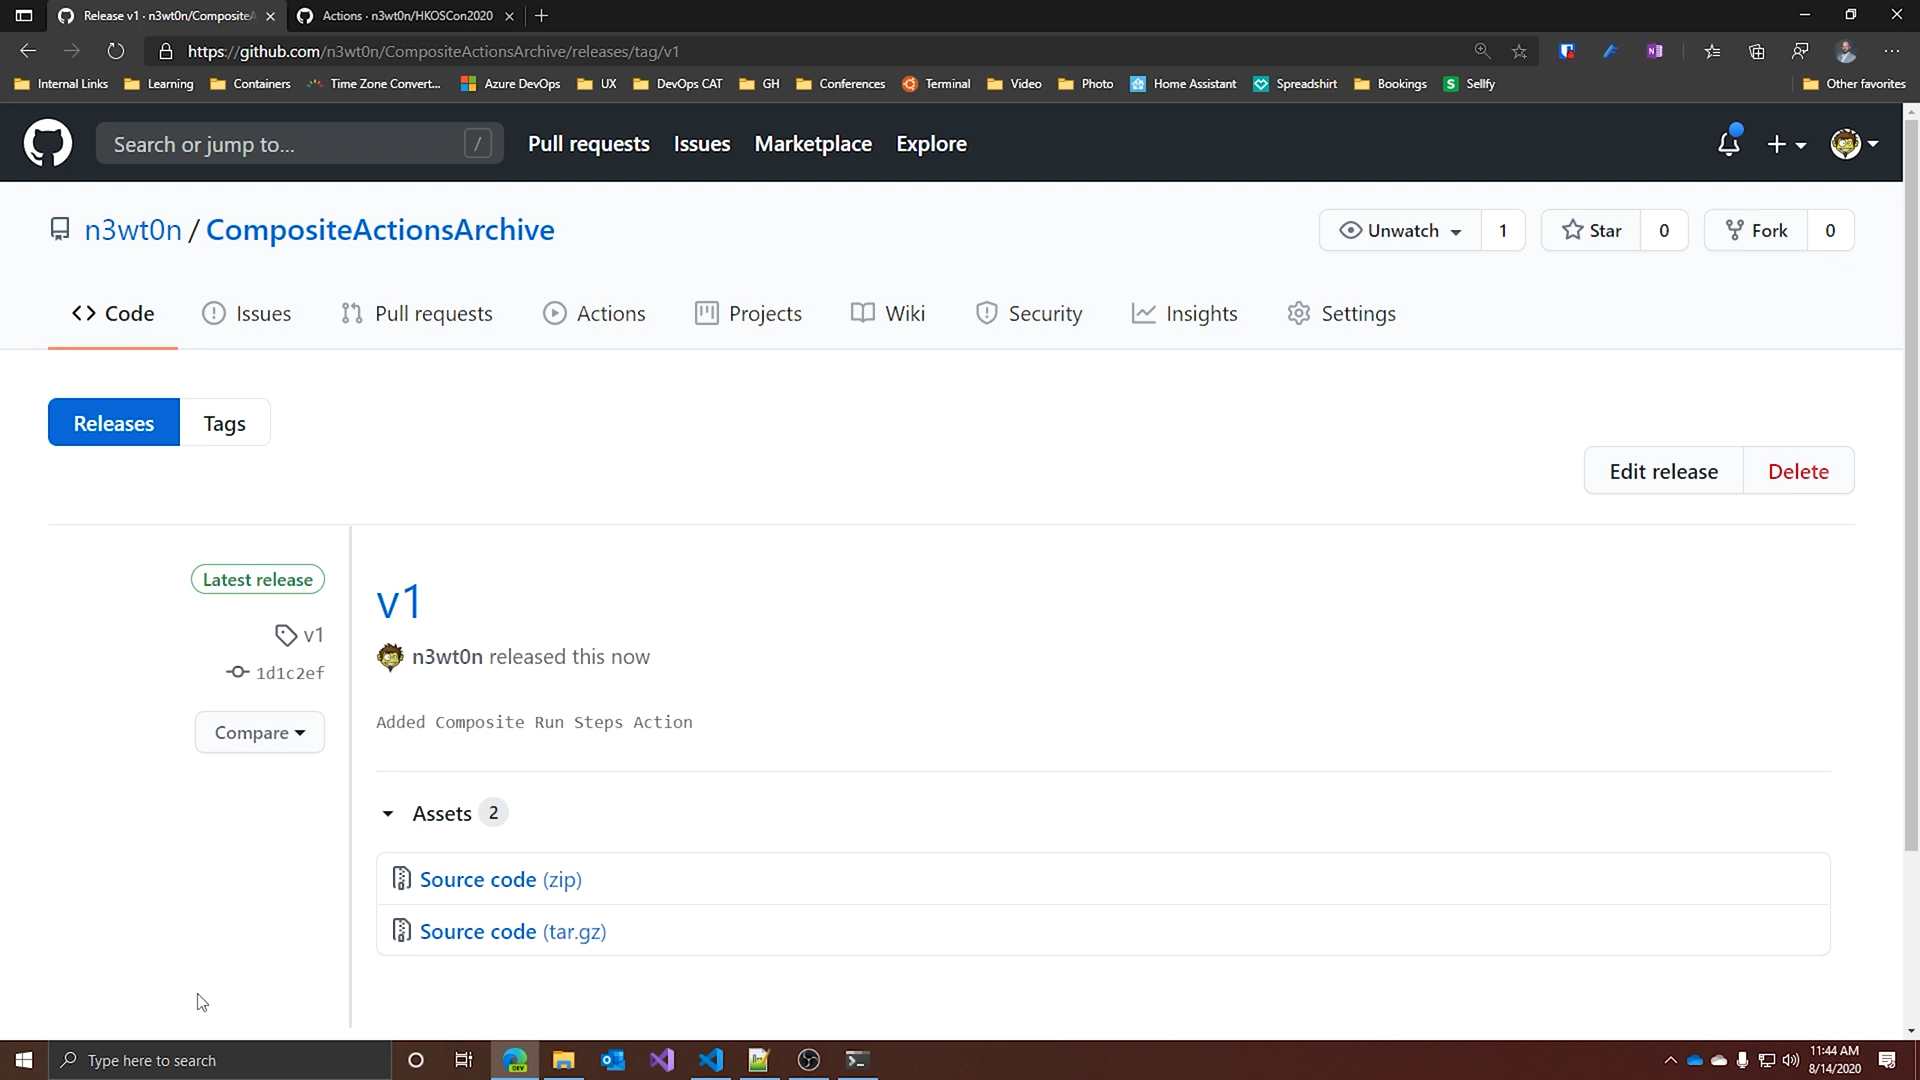 Release v1 · n3wt0n/CompositeA
Actions · n3wt0n/HKOSCon2020
https://github.com/n3wt0n/CompositeActionsArchive/releases/tag/v1
Internal Links
Learning
Containers
Time Zone Convert...
Azure DevOps
UX
DevOps CAT
GH
Conferences
Terminal
Video
Photo
Home Assistant
Spreadshirt
Bookings
S
Sellfy
Other favorites
Search or jump to...
/
Pull requests
Issues
Marketplace
Explore
n3wt0n / CompositeActionsArchive
Unwatch
1
Star
0
Fork
0
Code
Issues
Pull requests
Actions
Projects
Wiki
Security
Insights
Settings
Releases
Tags
Edit release
Delete
Latest release
v1
1d1c2ef
Compare
v1
n3wt0n released this now
Added Composite Run Steps Action
Assets 2
Source code (zip)
Source code (tar.gz)
Type here to search
DEV
11:44 AM
8/14/2020